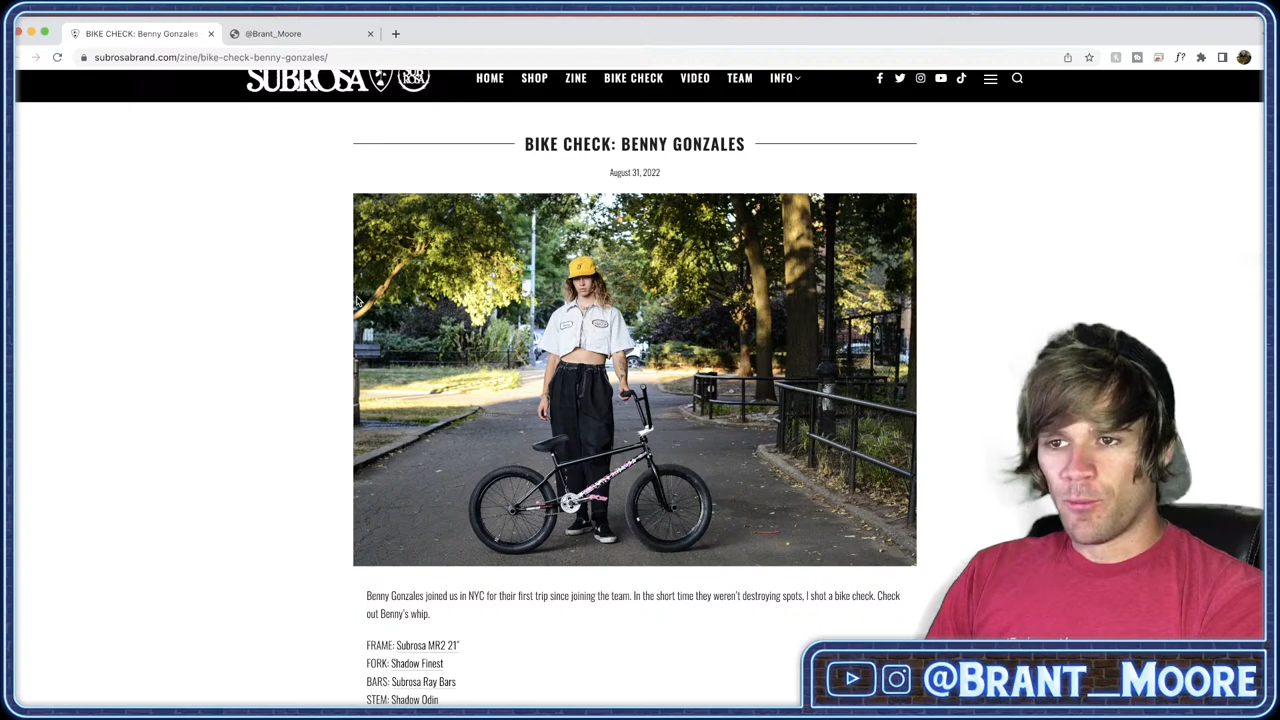 BIKE CHECK: Benny Gonzales
@Brant_Moore
subrosabrand.com/zine/bike-check-benny-gonzales/
SUBROSA
HOME SHOP ZINE BIKE CHECK VIDEO TEAM INFO
BIKE CHECK: BENNY GONZALES
August 31, 2022
Benny Gonzales joined us in NYC for their first trip since joining the team. In the short time they weren't destroying spots, I shot a bike check. Check
out Benny's whip.
FRAME: Subrosa MR2 21"
FORK: Shadow Finest
BARS: Subrosa Ray Bars
STEM: Shadow Odin
@BRANT_MOORE